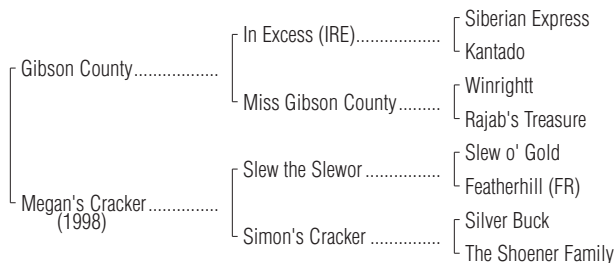 Siberian Express
In Excess (IRE)..................
Kantado
Gibson County..................
Winrightt
Miss Gibson County.........
Rajab's Treasure
Slew o' Gold
Slew the Slewor ................
Featherhill (FR)
Megan's Cracker...............
(1998)
Silver Buck
Simon's Cracker ...............
The Shoener Family